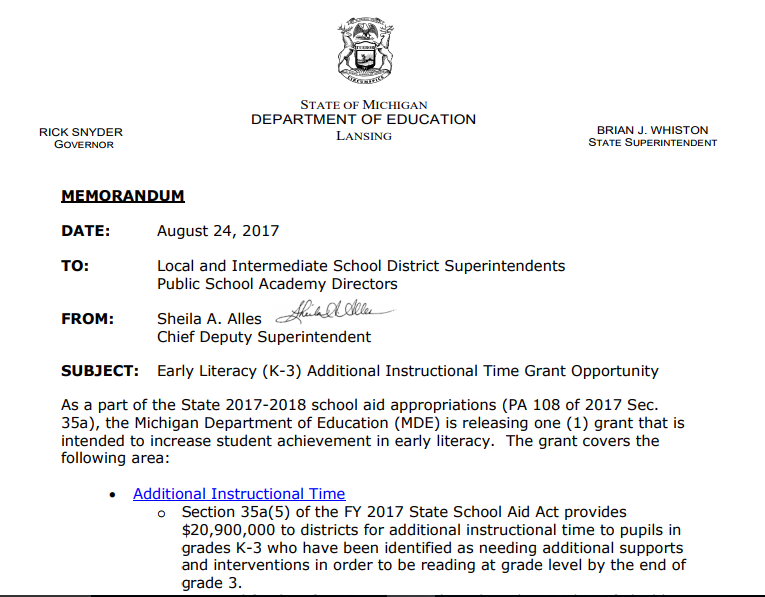 STATE OF MICHIGAN
DEPARTMENT OF EDUCATION
LANSING
RICK SNYDER
GOVERNOR
BRIAN J. WHISTON
STATE SUPERINTENDENT
MEMORANDUM
DATE: August 24, 2017
TO: Local and Intermediate School District Superintendents
Public School Academy Directors
FROM: Sheila A. Alles Sheila A Alles
Chief Deputy Superintendent
SUBJECT: Early Literacy (K-3) Additional Instructional Time Grant Opportunity
As a part of the State 2017-2018 school aid appropriations (PA 108 of 2017 Sec.
35a), the Michigan Department of Education (MDE) is releasing one (1) grant that is
intended to increase student achievement in early literacy.  The grant covers the
following area:
• Additional Instructional Time
o Section 35a(5) of the FY 2017 State School Aid Act provides
$20,900,000 to districts for additional instructional time to pupils in
grades K-3 who have been identified as needing additional supports
and interventions in order to be reading at grade level by the end of
grade 3.